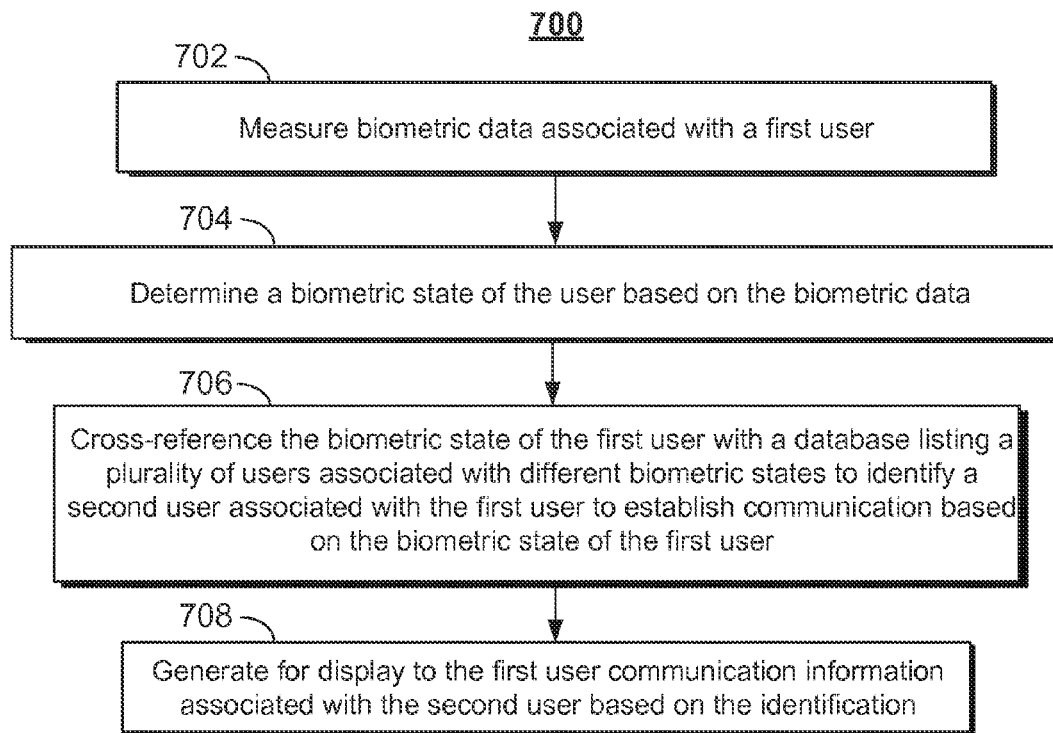 700
702
Measure biometric data associated with a first user
704
Determine a biometric state of the user based on the biometric data
706
Cross-reference the biometric state of the first user with a database listing a
plurality of users associated with different biometric states to identify a
second user associated with the first user to establish communication based
on the biometric state of the first user
708
Generate for display to the first user communication information
associated with the second user based on the identification